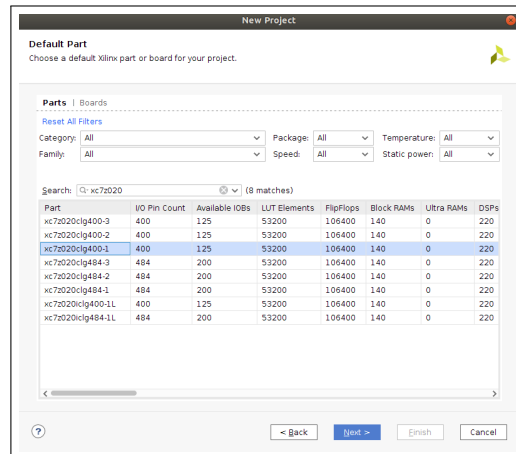 New Project
Default Part
Choose a default Xilinx part or board for your project.
Parts | Boards
Reset All Filters
Category: All Package: All Temperature: All
Family: All Speed: All Static power: All
Search: xc7z020 (8 matches)
Part I/O Pin Count Available IOBs LUT Elements FlipFlops Block RAMs Ultra RAMs DSPs
xc7z020clg400-3 400 125 53200 106400 140 0 220
xc7z020clg400-2 400 125 53200 106400 140 0 220
xc7z020clg400-1 400 125 53200 106400 140 0 220
xc7z020clg484-3 484 200 53200 106400 140 0 220
xc7z020clg484-2 484 200 53200 106400 140 0 220
xc7z020clg484-1 484 200 53200 106400 140 0 220
xc7z020iclg400-1L 400 125 53200 106400 140 0 220
xc7z020iclg484-1L 484 200 53200 106400 140 0 220
? < Back Next > Finish Cancel